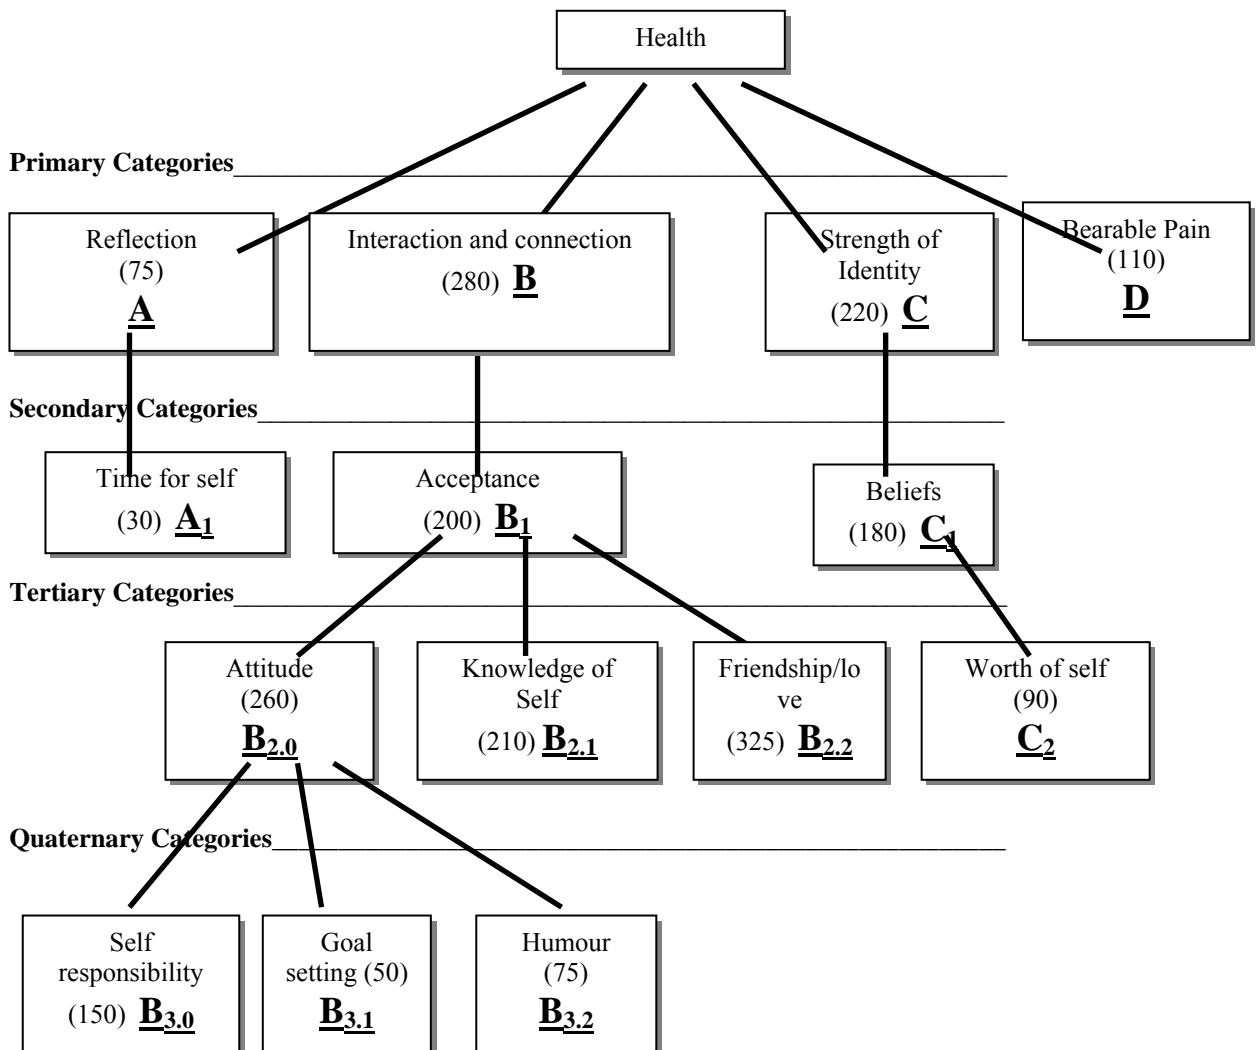 Health
Primary Categories
Reflection
(75)
A
Interaction and connection
(280) B
Strength of
Identity
(220) C
Bearable Pain
(110)
D
Secondary Categories
Time for self
(30) A1
Acceptance
(200) B1
Beliefs
(180) C1
Tertiary Categories
Attitude
(260)
B2.0
Knowledge of
Self
(210) B2.1
Friendship/lo
ve
(325) B2.2
Worth of self
(90)
C2
Quaternary Categories
Self
responsibility
(150) B3.0
Goal
setting (50)
B3.1
Humour
(75)
B3.2